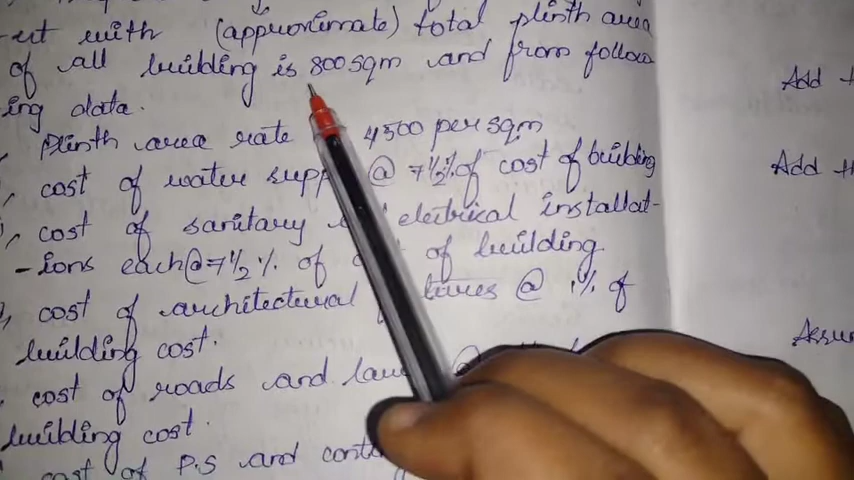 -ent with (approximate) total plinth area
of all building is 800 sqm and from follow
ing data. Add
Plinth area rate 4500 per sqm
cost of water supp @ 7½% of cost of building Add
cost of sanitary electrical installat-
-ions each @ 7½% of of building
cost of architectural @ 1% of
building cost. Assu
cost of roads and
building cost.
cost of P.S and cont